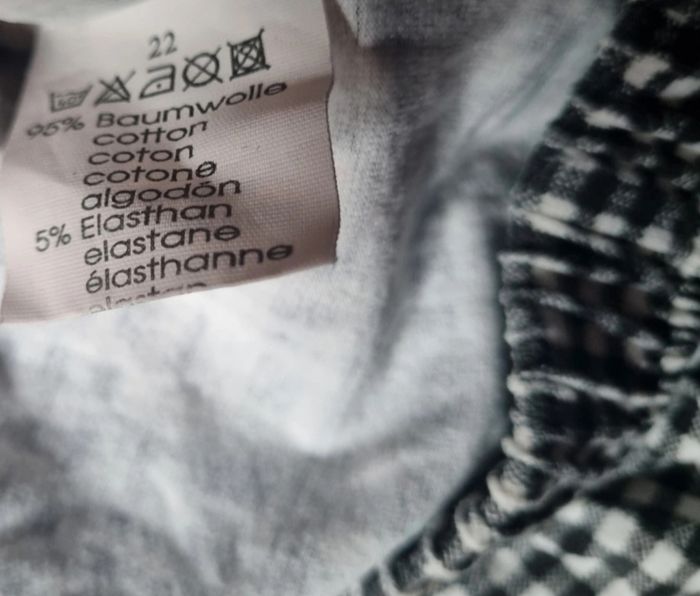 22
95% Baumwolle
cotton
coton
cotone
algodón
5% Elasthan
elastane
élasthanne